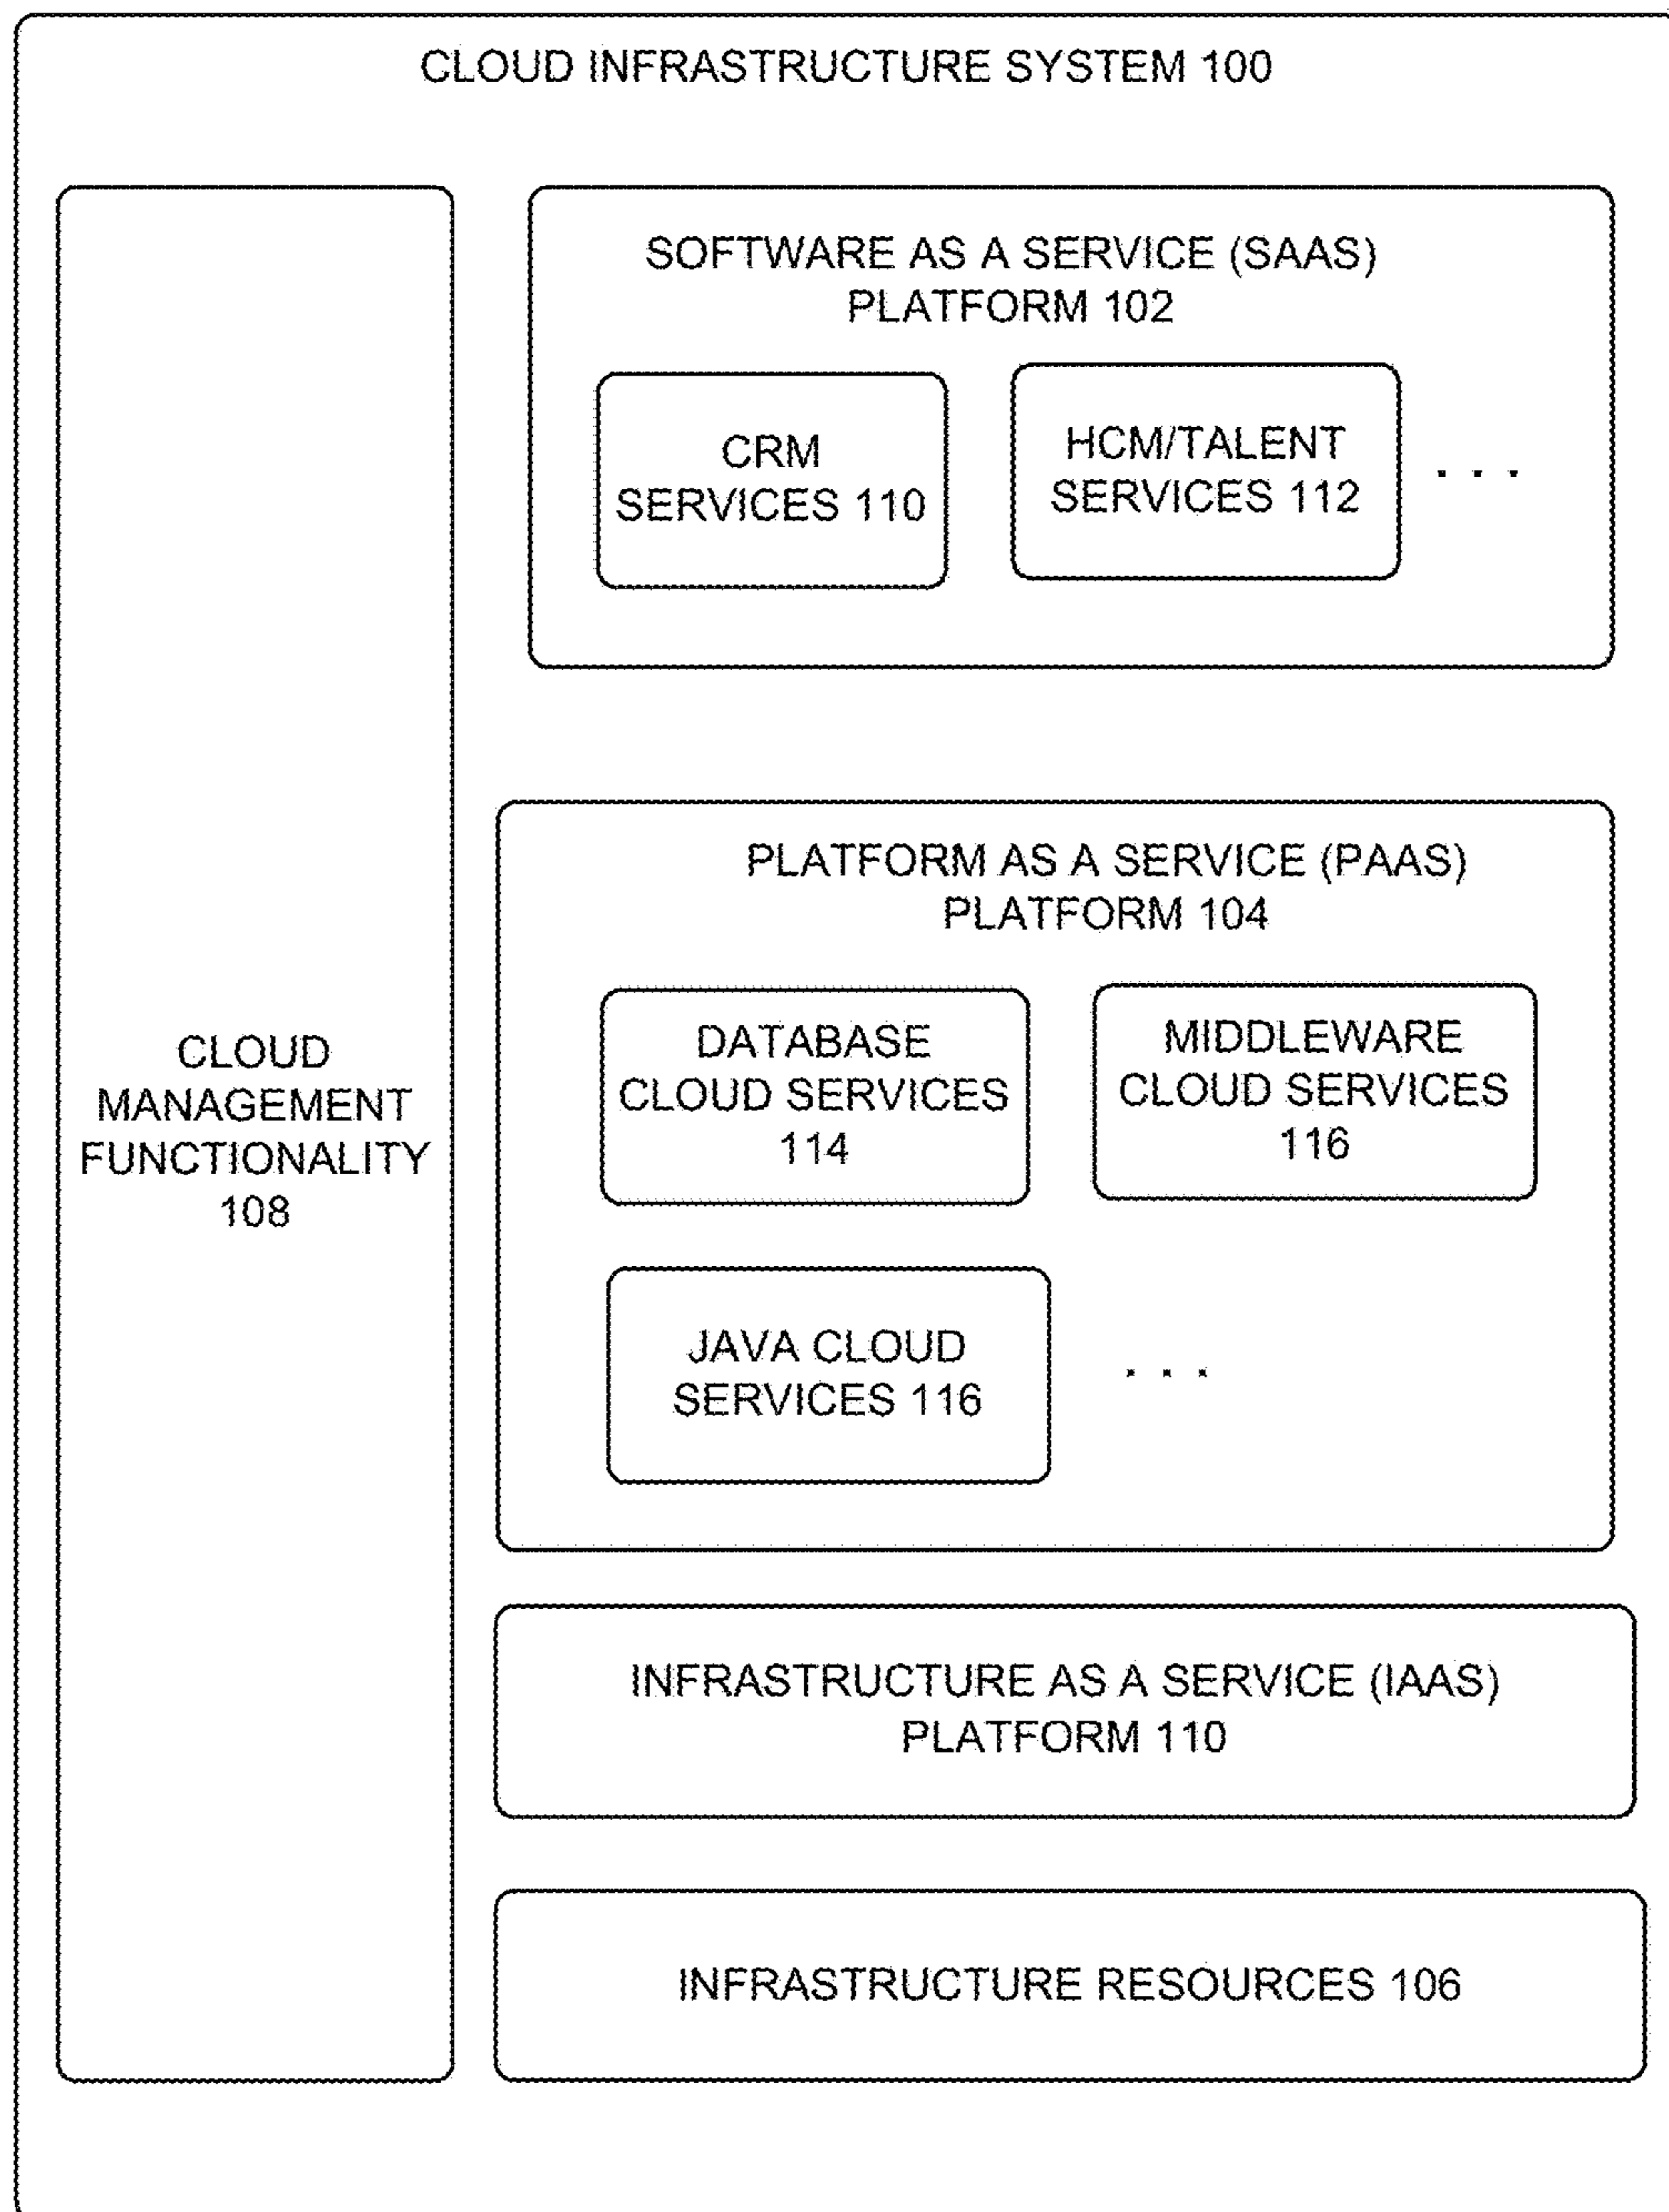 CLOUD INFRASTRUCTURE SYSTEM 100
SOFTWARE AS A SERVICE (SAAS)
PLATFORM 102
CRM
SERVICES 110
HCM/TALENT
SERVICES 112
. . .
PLATFORM AS A SERVICE (PAAS)
PLATFORM 104
DATABASE
CLOUD SERVICES
114
MIDDLEWARE
CLOUD SERVICES
116
JAVA CLOUD
SERVICES 116
. . .
CLOUD
MANAGEMENT
FUNCTIONALITY
108
INFRASTRUCTURE AS A SERVICE (IAAS)
PLATFORM 110
INFRASTRUCTURE RESOURCES 106